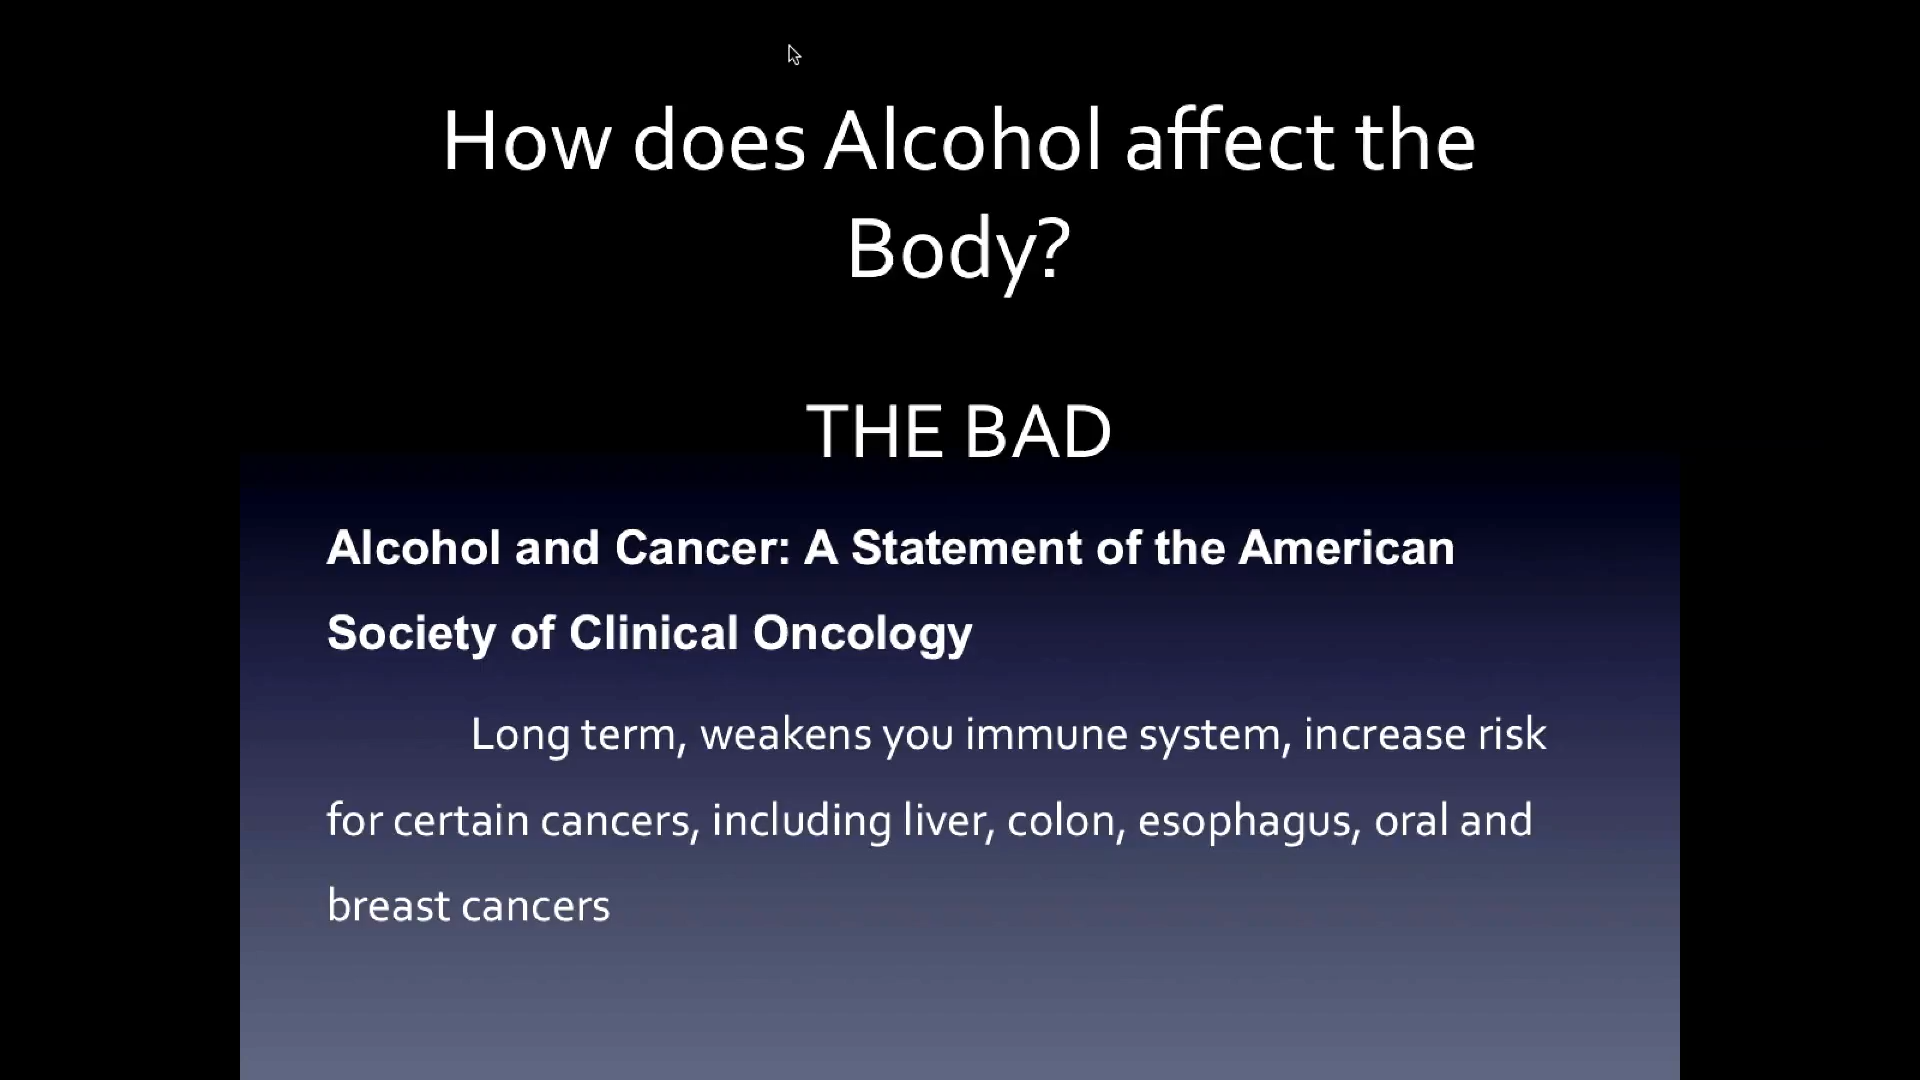 How does Alcohol affect the
Body?
THE BAD
Alcohol and Cancer: A Statement of the American
Society of Clinical Oncology
Long term, weakens you immune system, increase risk
for certain cancers, including liver, colon, esophagus, oral and
breast cancers